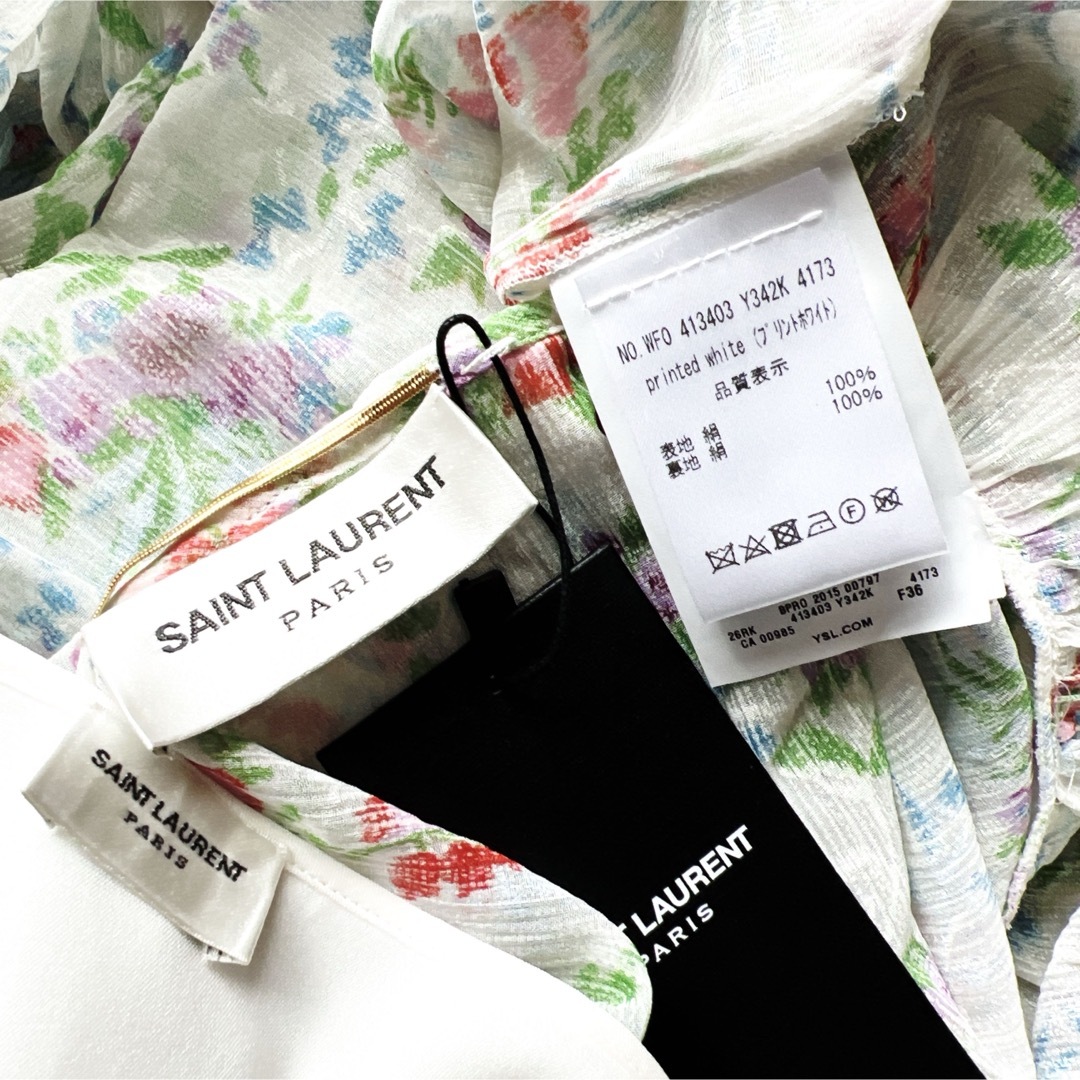 NO.WFO 413403 Y342K 4173
printed white (プリントホワイト)
品質表示
表地 絹 100%
裏地 絹 100%
F
8PRO 2015 00797 4173
26RK 413403 Y342K F36
CA 00985 YSL.COM
SAINT LAURENT
PARIS
SAINT LAURENT
PARIS
T LAURENT
PARIS